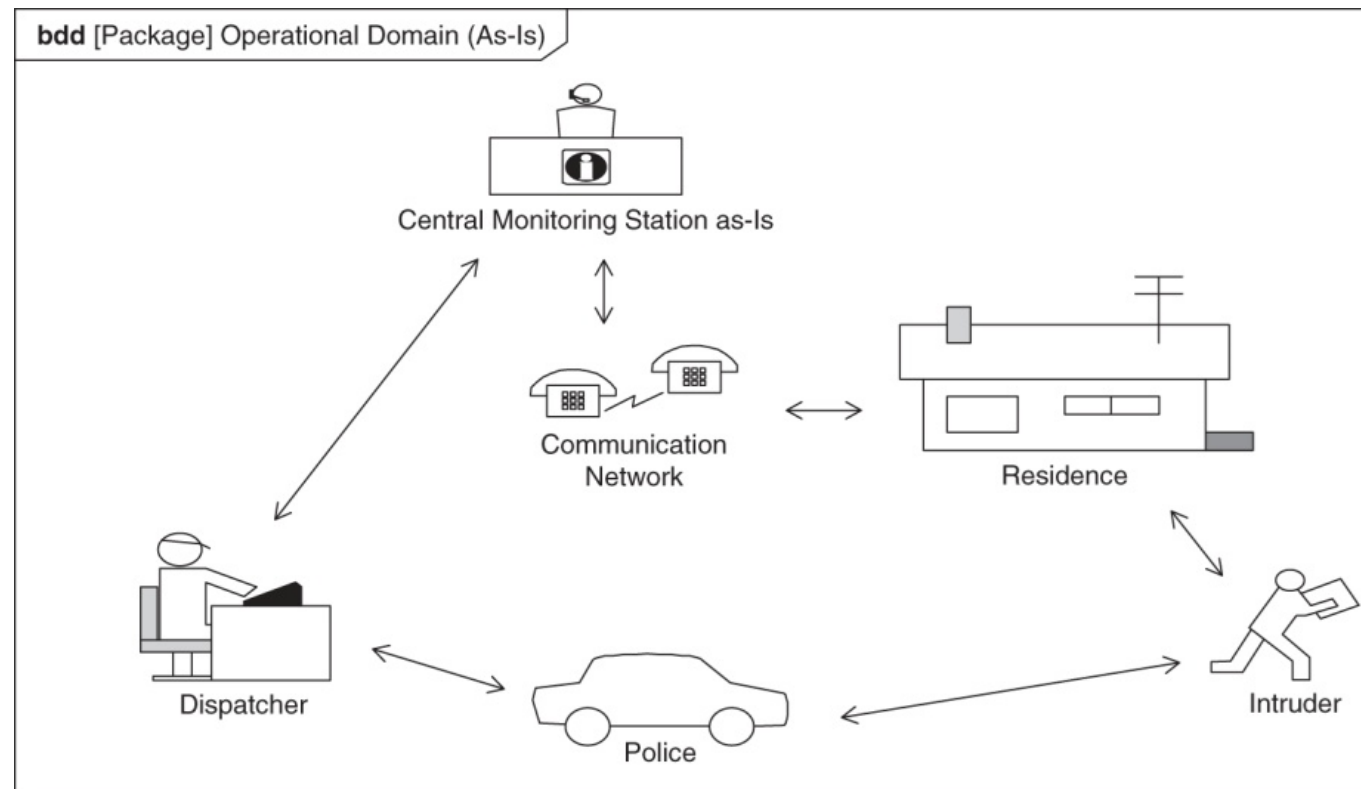 bdd [Package] Operational Domain (As-Is)
Central Monitoring Station as-Is
Communication
Network
Residence
Dispatcher
Police
Intruder